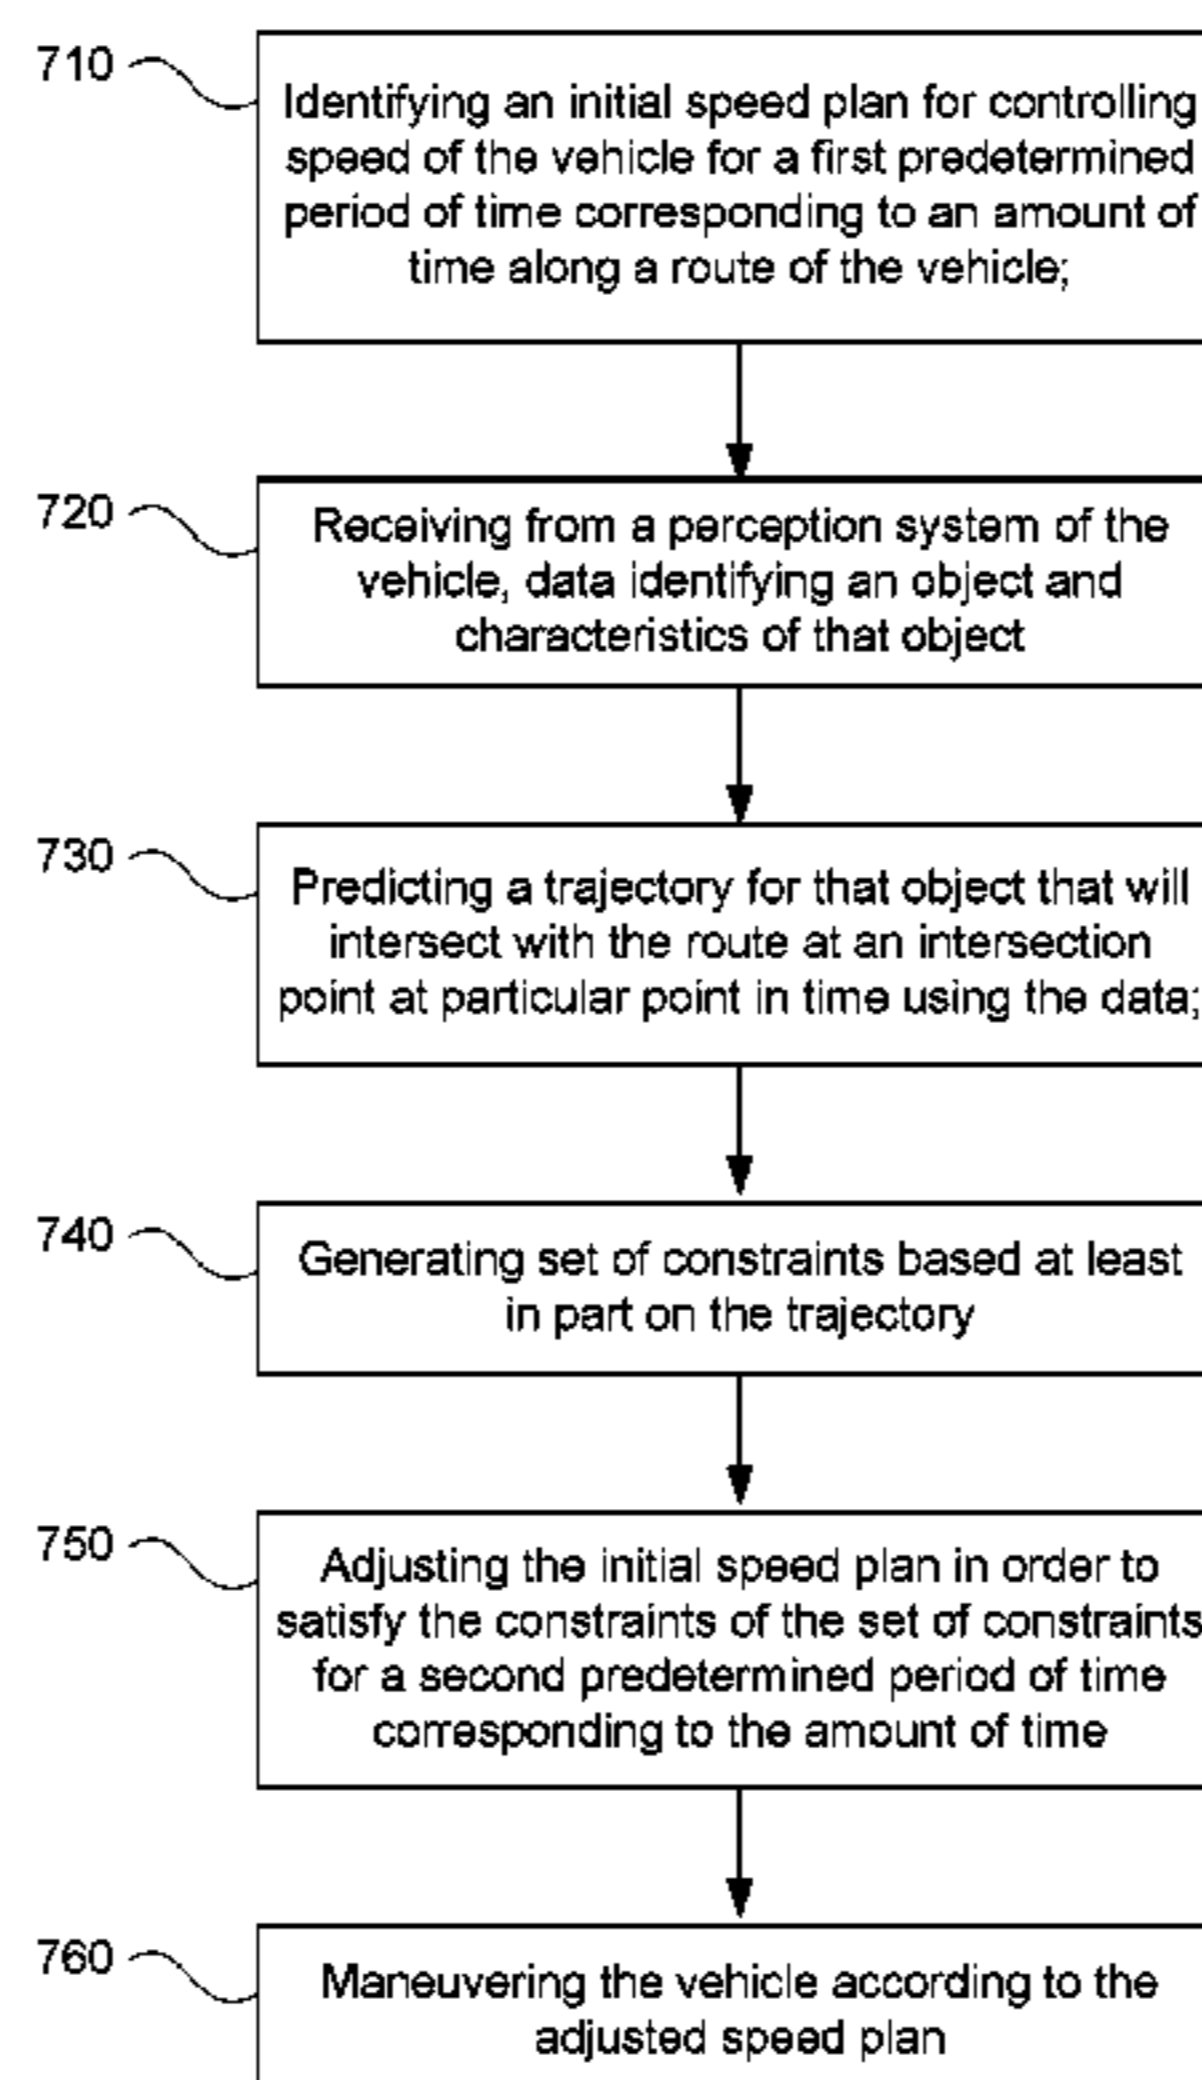 710
Identifying an initial speed plan for controlling
speed of the vehicle for a first predetermined
period of time corresponding to an amount of
time along a route of the vehicle;
720
Receiving from a perception system of the
vehicle, data identifying an object and
characteristics of that object
730
Predicting a trajectory for that object that will
intersect with the route at an intersection
point at particular point in time using the data;
740
Generating set of constraints based at least
in part on the trajectory
750
Adjusting the initial speed plan in order to
satisfy the constraints of the set of constraints
for a second predetermined period of time
corresponding to the amount of time
760
Maneuvering the vehicle according to the
adjusted speed plan